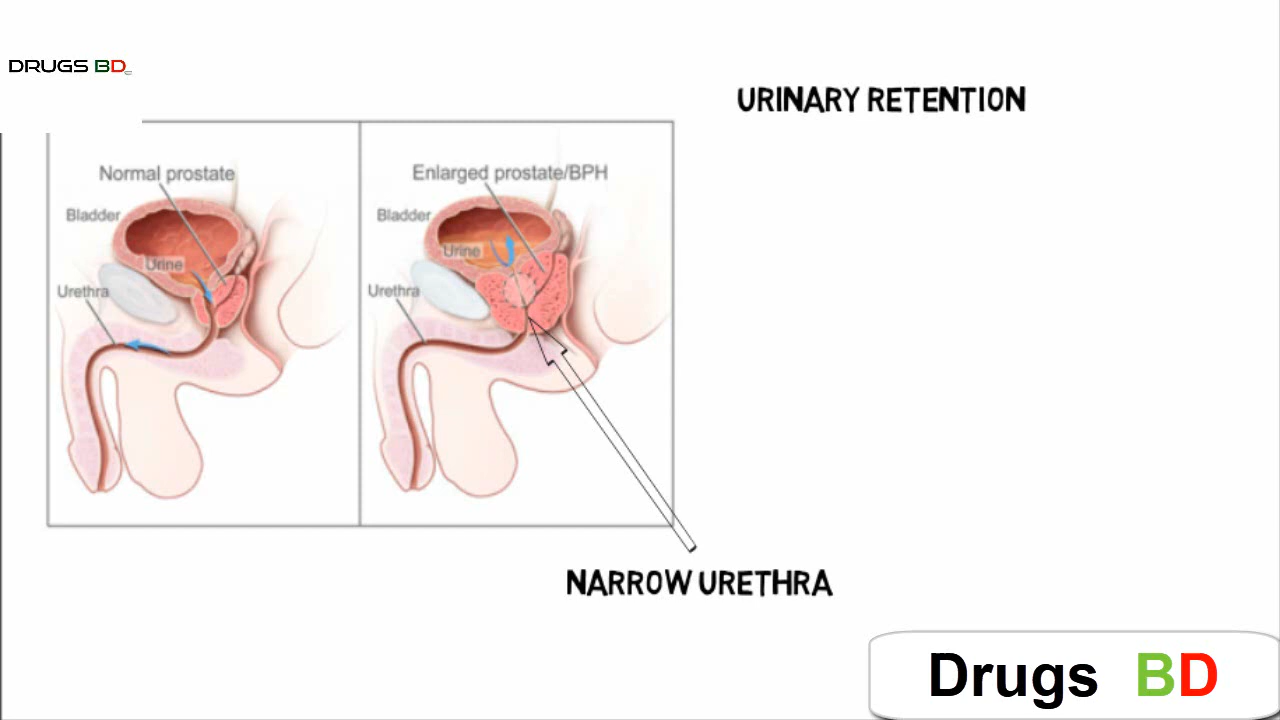 DRUGS BD
URINARY RETENTION
Normal prostate
Bladder
Urine
Urethra
Enlarged prostate/BPH
Bladder
Urine
Urethra
NARROW URETHRA
Drugs BD